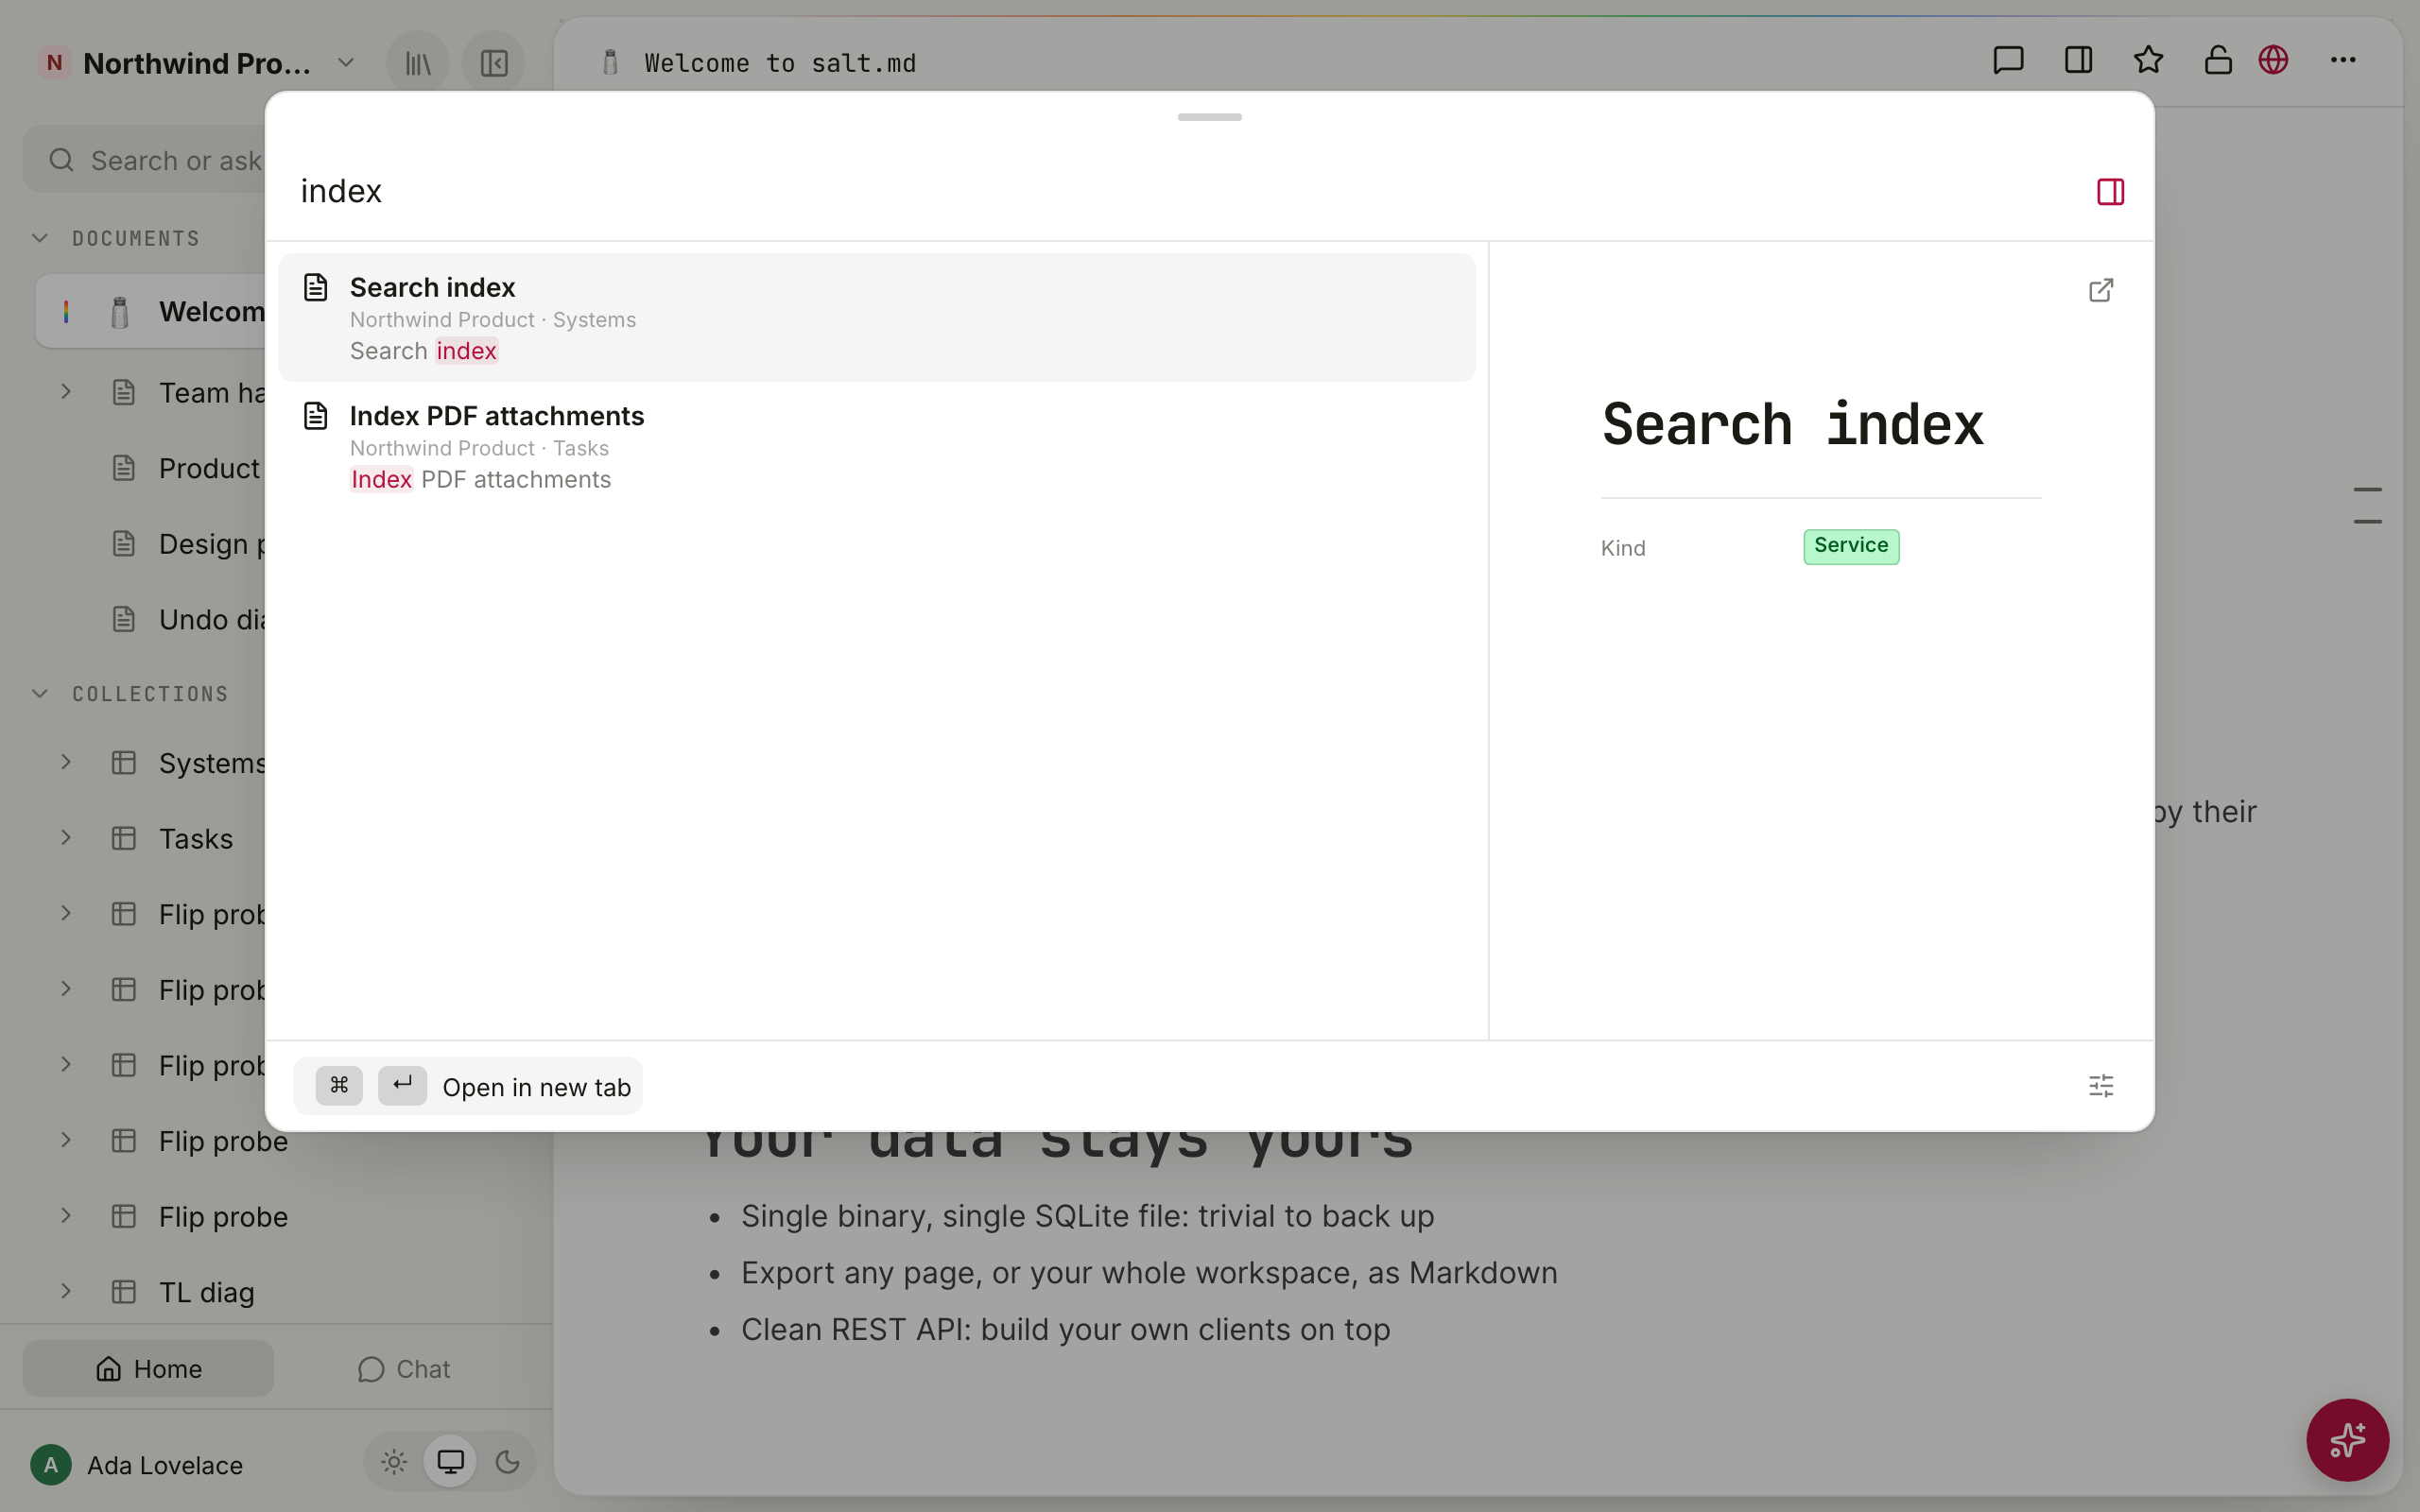 N Northwind Pro...
Welcome to salt.md
Search or ask
DOCUMENTS
Welcom
Team ha
Product
Design p
Undo dia
COLLECTIONS
Systems
Tasks
Flip prob
Flip prob
Flip prob
Flip probe
Flip probe
TL diag
Home
Chat
A Ada Lovelace
index
Search index
Northwind Product · Systems
Search index
Index PDF attachments
Northwind Product · Tasks
Index PDF attachments
Search index
Kind Service
⌘ ↵ Open in new tab
by their
Your data stays yours
• Single binary, single SQLite file: trivial to back up
• Export any page, or your whole workspace, as Markdown
• Clean REST API: build your own clients on top